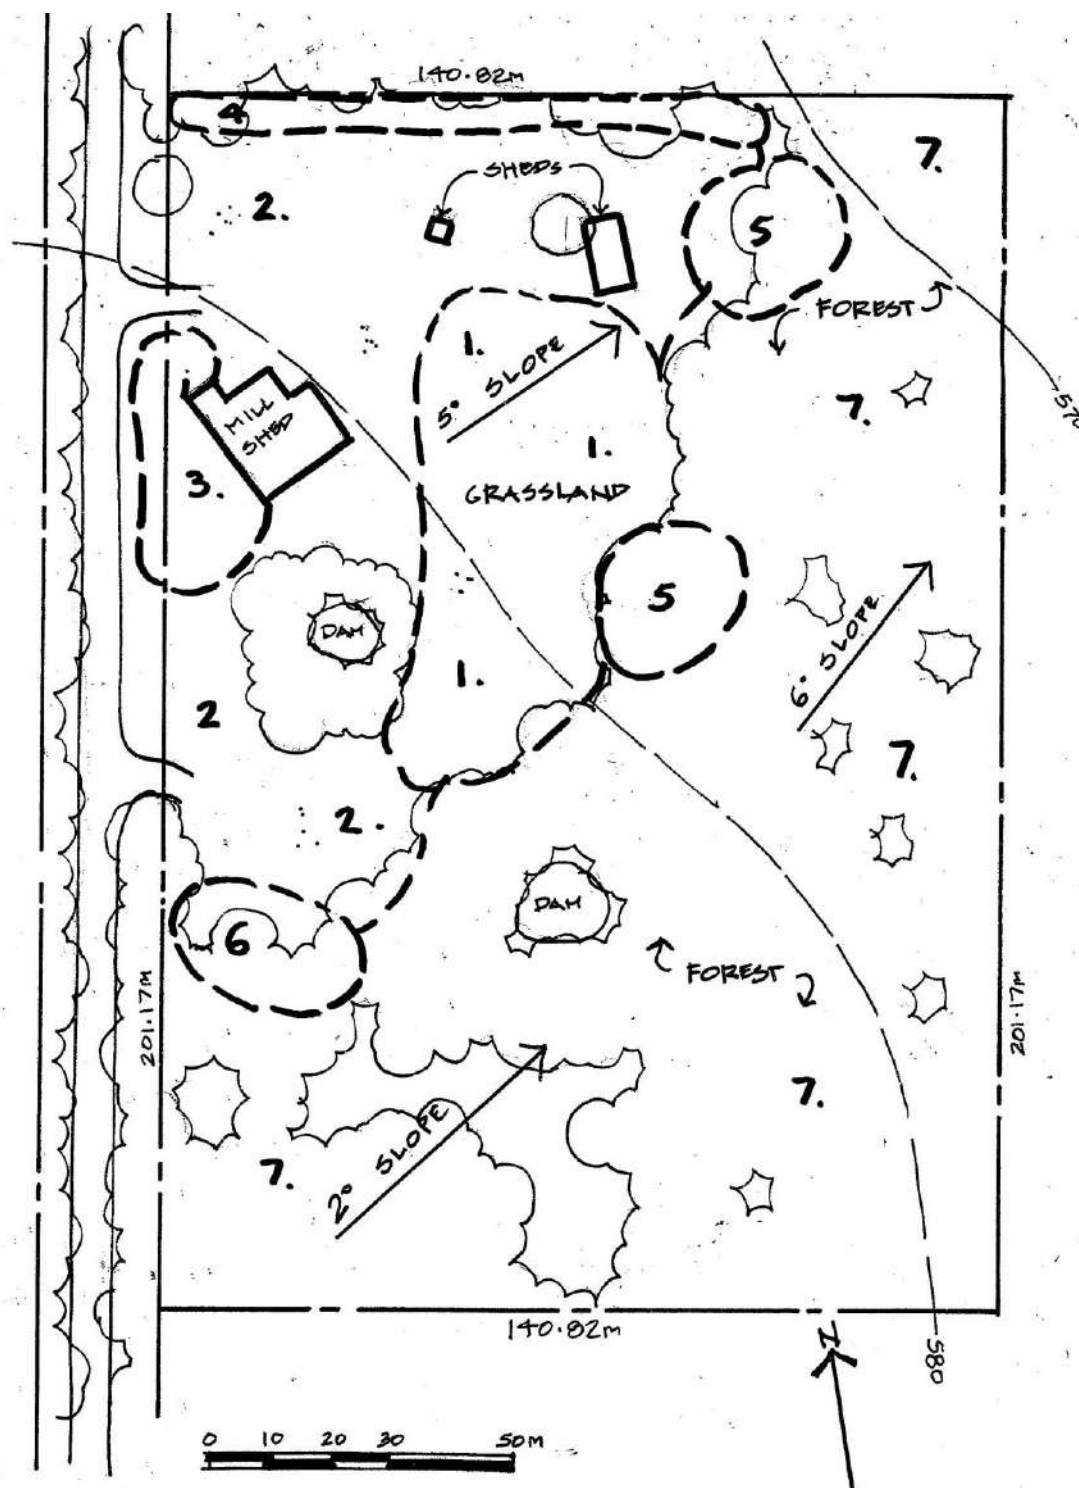 140.82m
4
7.
SHEDS
2.
5
FOREST
1.
5° SLOPE
7.
570
MILL
SHED
1.
3.
GRASSLAND
5
DAM
6° SLOPE
1.
2
7.
2.
DAM
6
FOREST
201.17m
201.17m
7.
2° SLOPE
7.
140.82m
N
580
0 10 20 30 50m